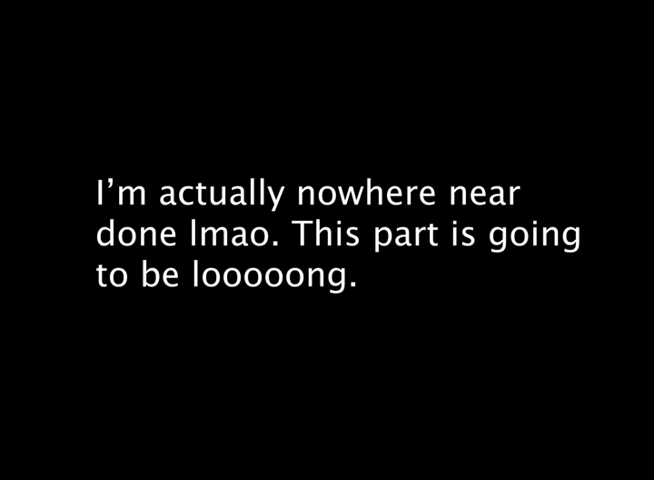 I’m actually nowhere near
done lmao. This part is going
to be looooong.